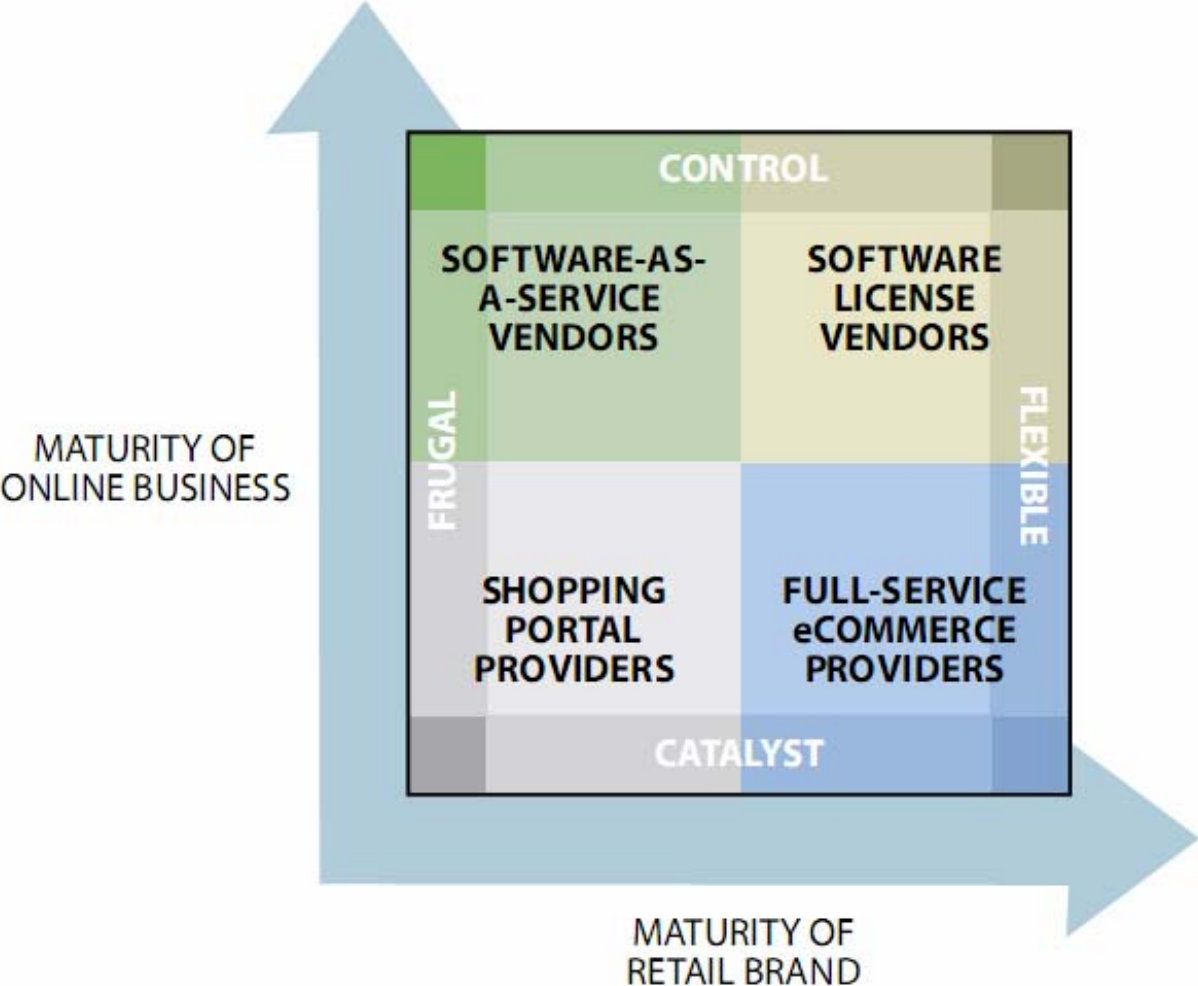 CONTROL
SOFTWARE-AS-
A-SERVICE
VENDORS
SOFTWARE
LICENSE
VENDORS
FRUGAL
FLEXIBLE
MATURITY OF
ONLINE BUSINESS
SHOPPING
PORTAL
PROVIDERS
FULL-SERVICE
eCOMMERCE
PROVIDERS
CATALYST
MATURITY OF
RETAIL BRAND